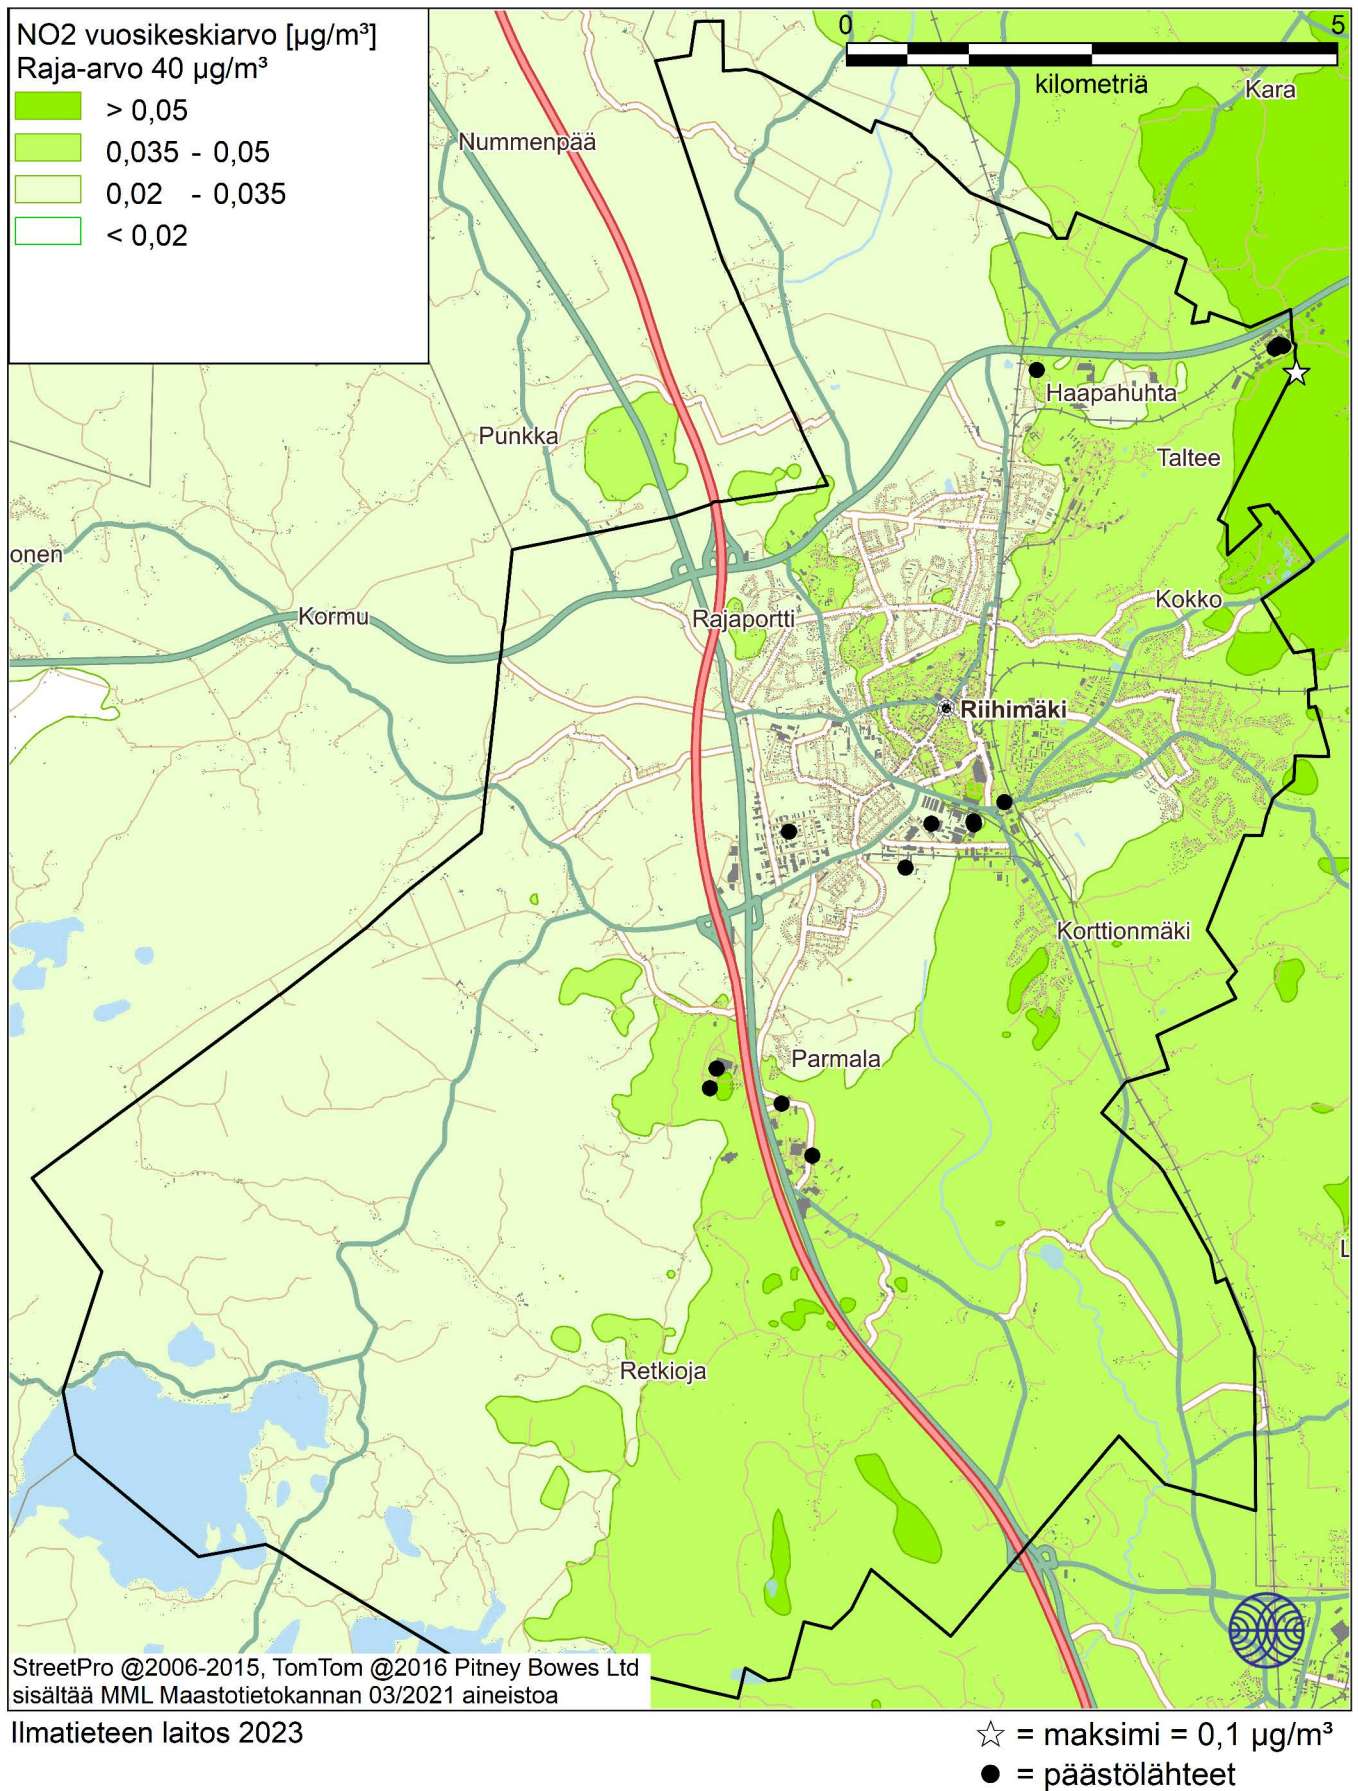 NO2 vuosikeskiarvo [µg/m³]
Raja-arvo 40 µg/m³
> 0,05
0,035 - 0,05
0,02 - 0,035
< 0,02
0 5
kilometriä
Kara
Nummenpää
Haapahuhta
Punkka
Taltee
onen
Kormu
Rajaportti
Kokko
Riihimäki
Korttionmäki
Parmala
L
Retkioja
StreetPro @2006-2015, TomTom @2016 Pitney Bowes Ltd
sisältää MML Maastotietokannan 03/2021 aineistoa
Ilmatieteen laitos 2023
☆ = maksimi = 0,1 µg/m³
● = päästölähteet